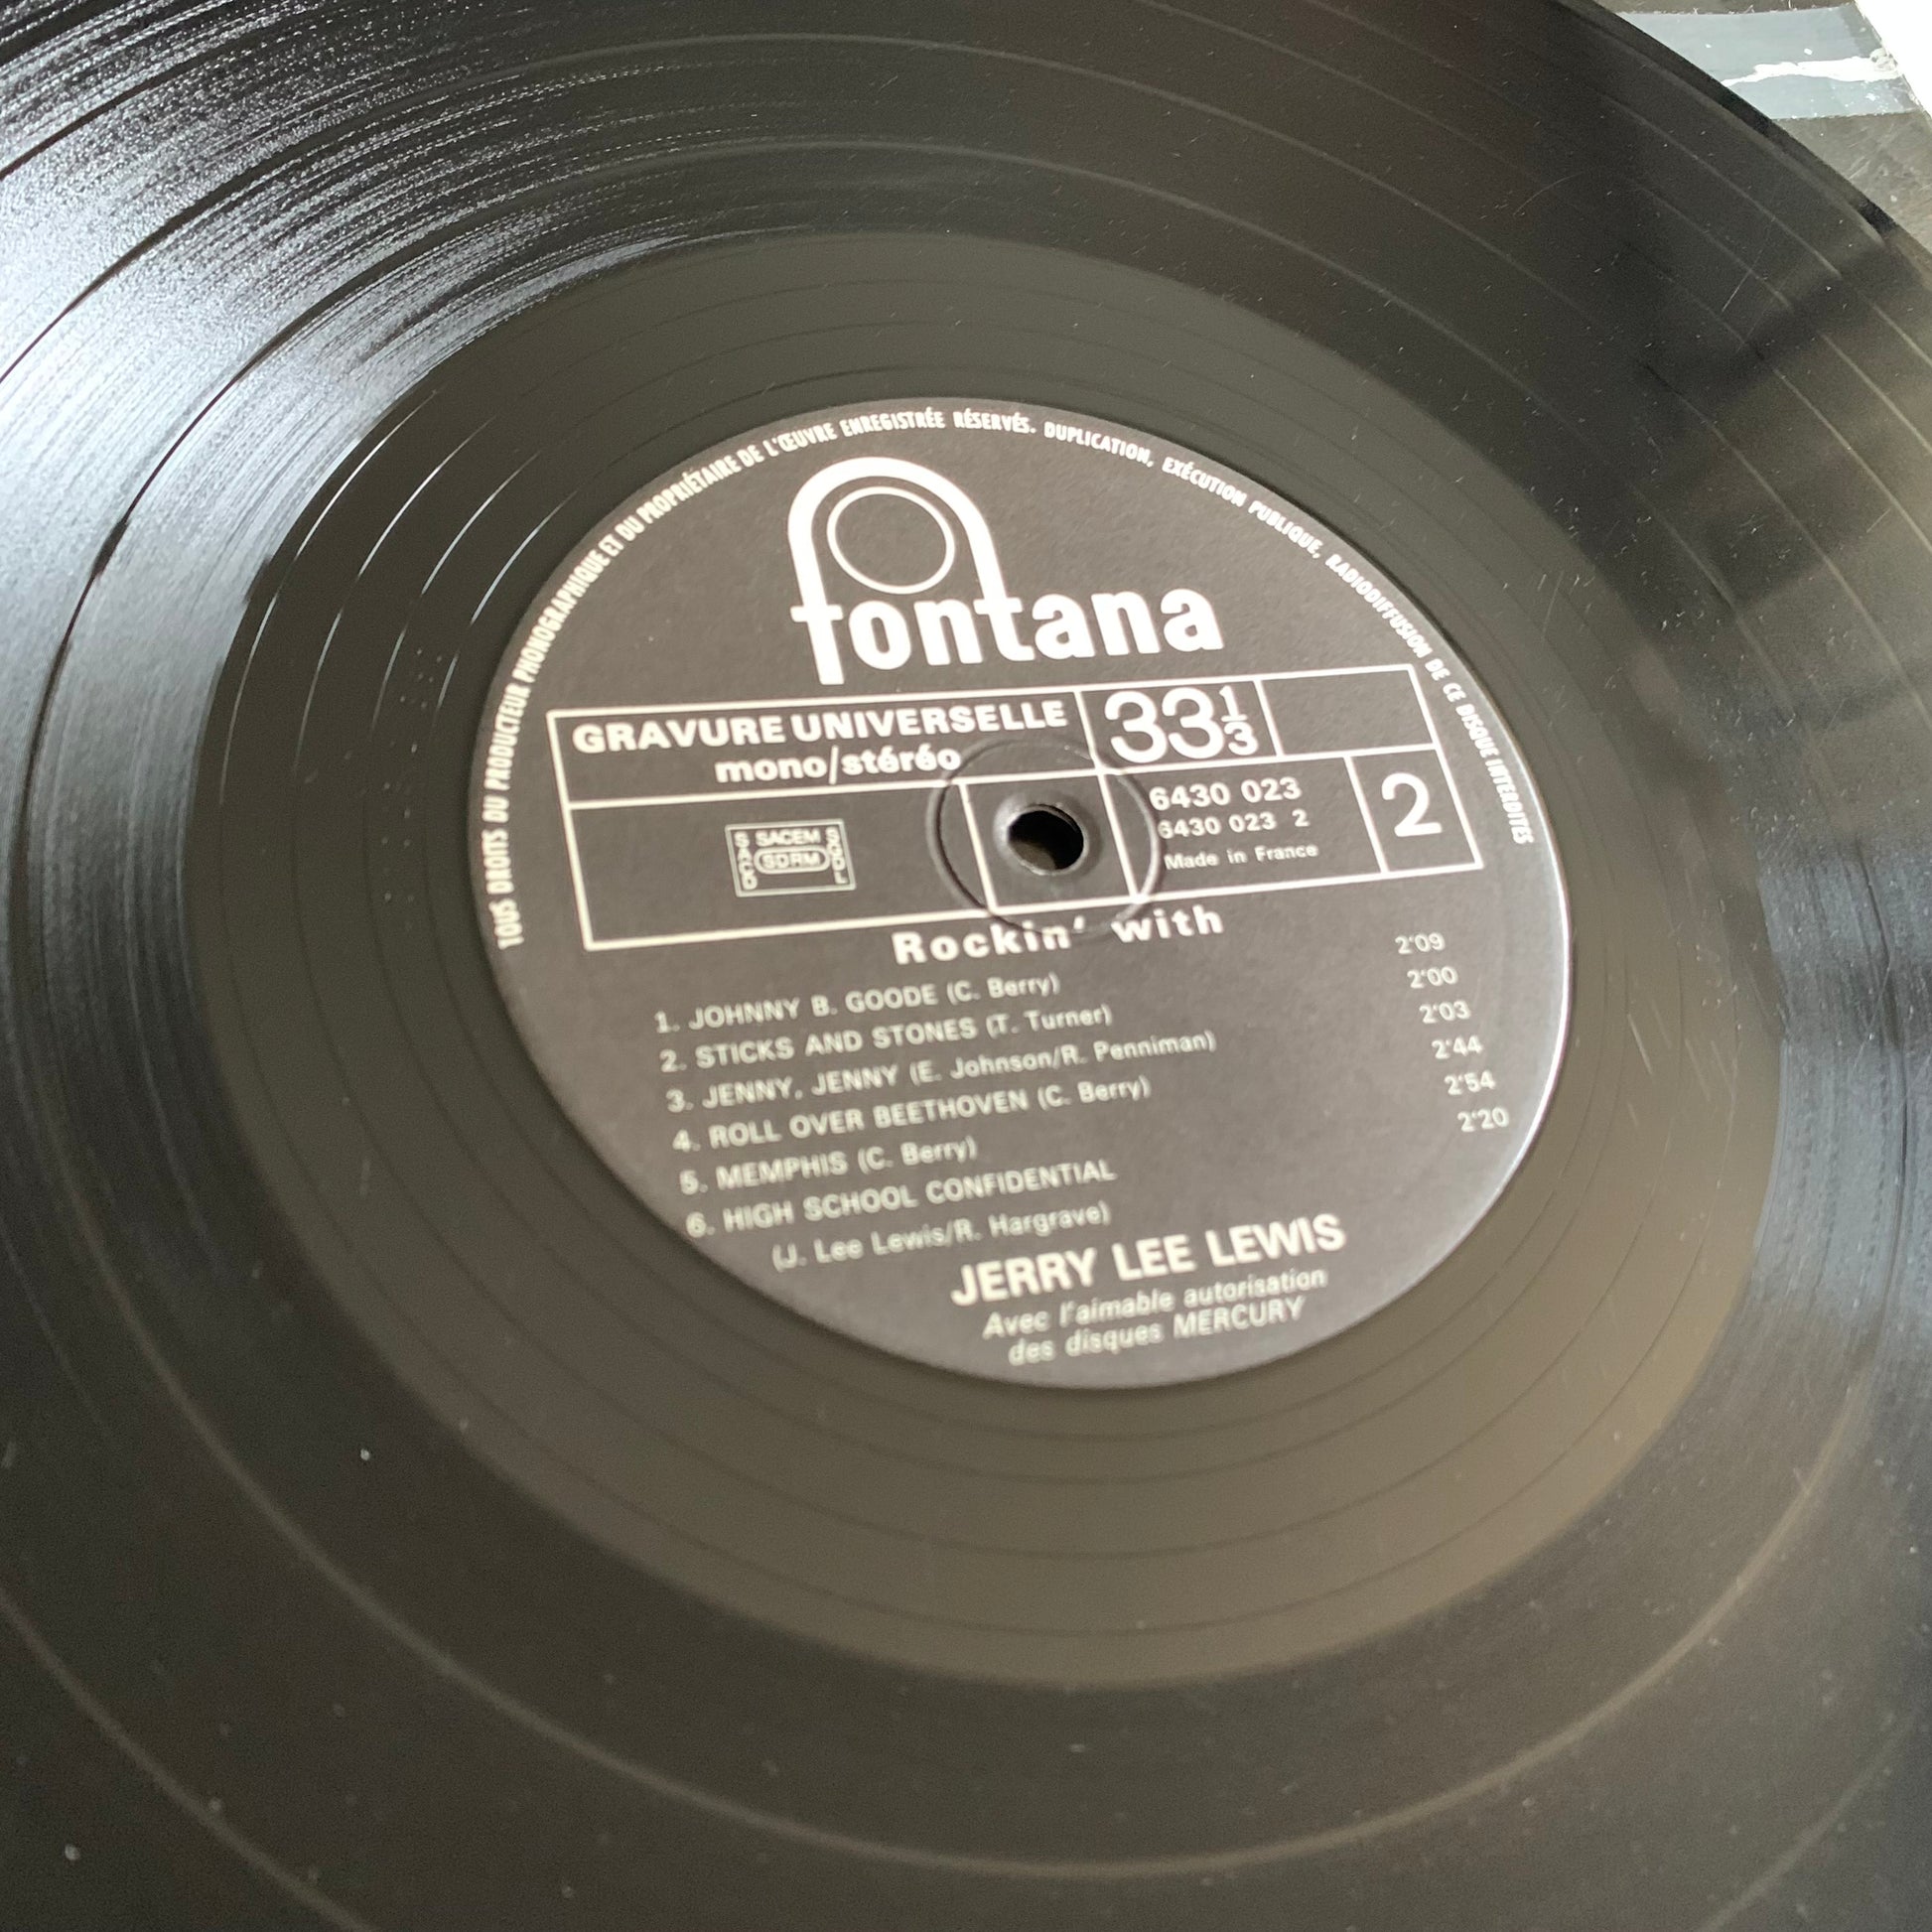 TOUS DROITS DU PRODUCTEUR PHONOGRAPHIQUE ET DU PROPRIÉTAIRE DE L'ŒUVRE ENREGISTRÉE RÉSERVÉS. DUPLICATION, EXÉCUTION PUBLIQUE, RADIODIFFUSION DE CE DISQUE INTERDITES
fontana
GRAVURE UNIVERSELLE
mono/stéréo
33 1/3
6430 023
6430 023 2
Made in France
2
SACEM
SACD SDRM SGDL
Rockin' with
1. JOHNNY B. GOODE (C. Berry) 2'09
2. STICKS AND STONES (T. Turner) 2'00
3. JENNY, JENNY (E. Johnson/R. Penniman) 2'03
4. ROLL OVER BEETHOVEN (C. Berry) 2'44
5. MEMPHIS (C. Berry) 2'54
6. HIGH SCHOOL CONFIDENTIAL 2'20
(J. Lee Lewis/R. Hargrave)
JERRY LEE LEWIS
Avec l'aimable autorisation
des disques MERCURY